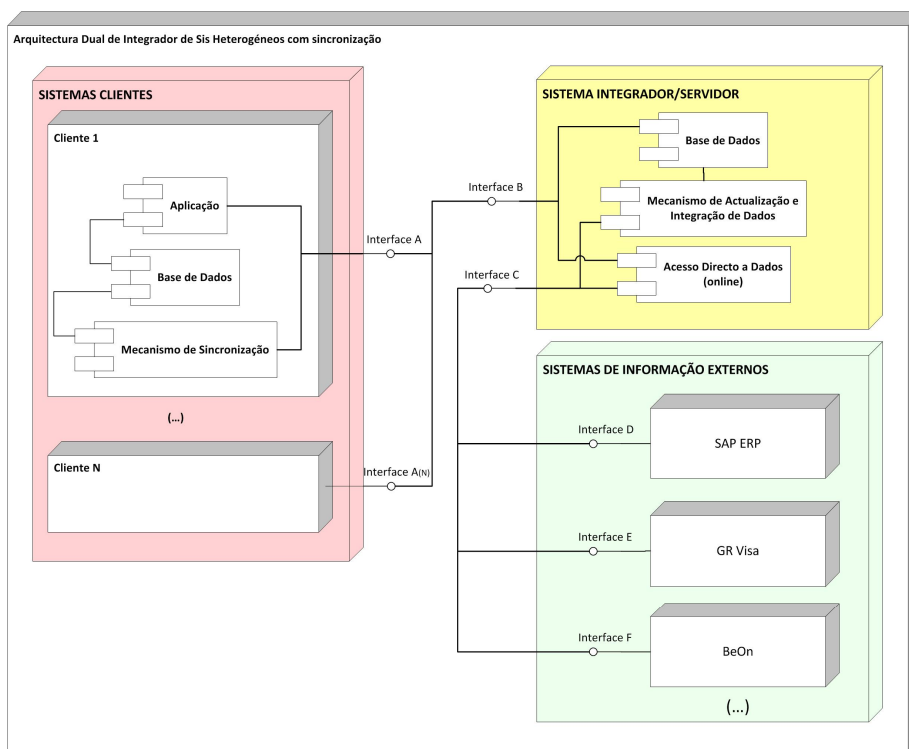 Arquitectura Dual de Integrador de Sis Heterogéneos com sincronização
SISTEMAS CLIENTES
Cliente 1
Aplicação
Base de Dados
Mecanismo de Sincronização
(...)
Cliente N
Interface A
Interface A(N)
Interface B
Interface C
SISTEMA INTEGRADOR/SERVIDOR
Base de Dados
Mecanismo de Actualização e
Integração de Dados
Acesso Directo a Dados
(online)
SISTEMAS DE INFORMAÇÃO EXTERNOS
Interface D
SAP ERP
Interface E
GR Visa
Interface F
BeOn
(...)